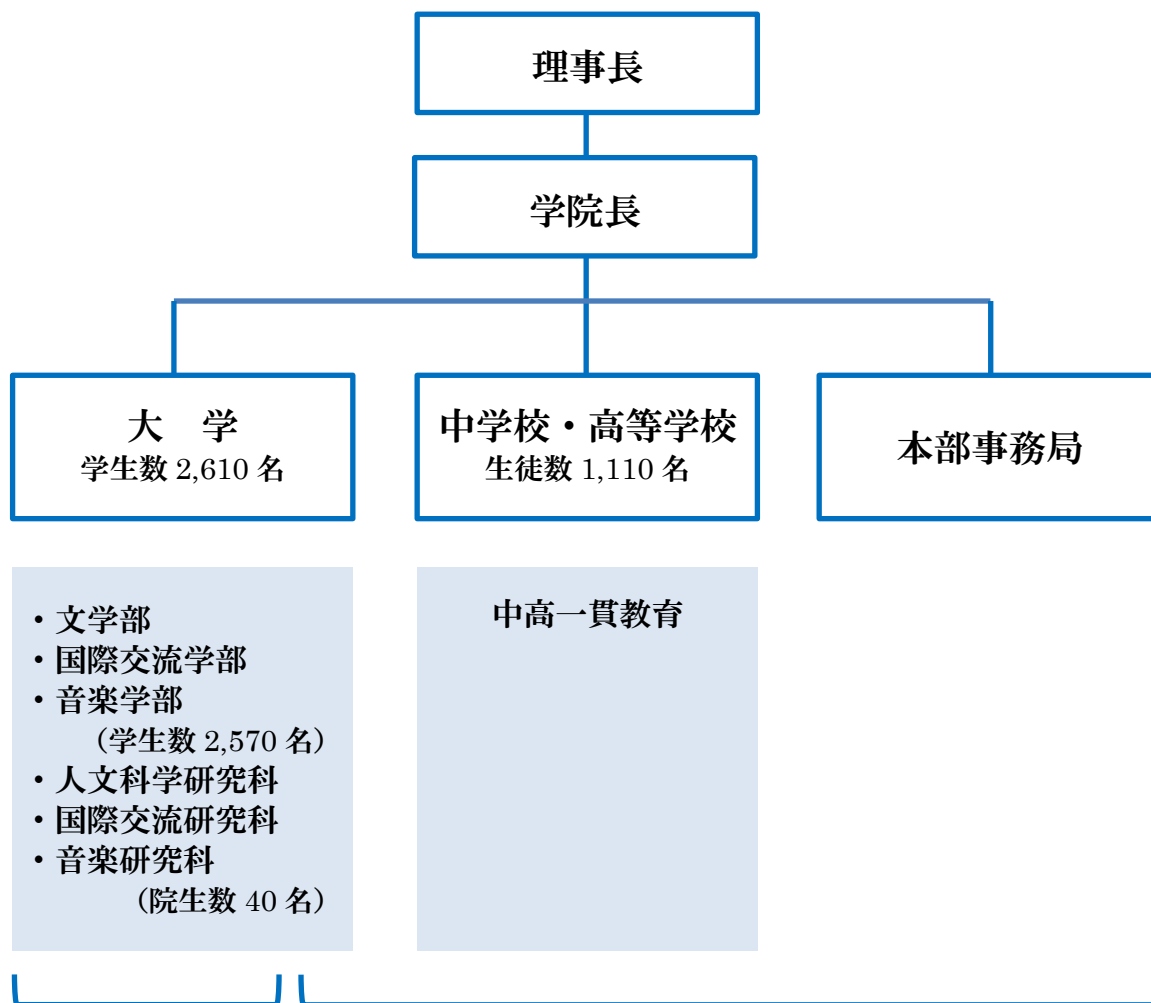 理事長
学院長
大　学
学生数 2,610 名
中学校・高等学校
生徒数 1,110 名
本部事務局
・文学部
・国際交流学部
・音楽学部
（学生数 2,570 名）
・人文科学研究科
・国際交流研究科
・音楽研究科
（院生数 40 名）
中高一貫教育